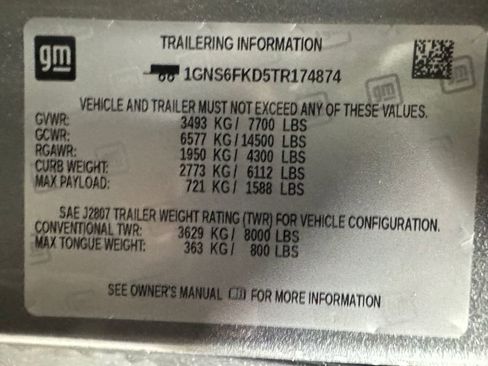 gm
TRAILERING INFORMATION
1GNS6FKD5TR174874
VEHICLE AND TRAILER MUST NOT EXCEED ANY OF THESE VALUES.
GVWR: 3493 KG / 7700 LBS
GCWR: 6577 KG / 14500 LBS
RGAWR: 1950 KG / 4300 LBS
CURB WEIGHT: 2773 KG / 6112 LBS
MAX PAYLOAD: 721 KG / 1588 LBS
SAE J2807 TRAILER WEIGHT RATING (TWR) FOR VEHICLE CONFIGURATION.
CONVENTIONAL TWR: 3629 KG / 8000 LBS
MAX TONGUE WEIGHT: 363 KG / 800 LBS
SEE OWNER'S MANUAL FOR MORE INFORMATION